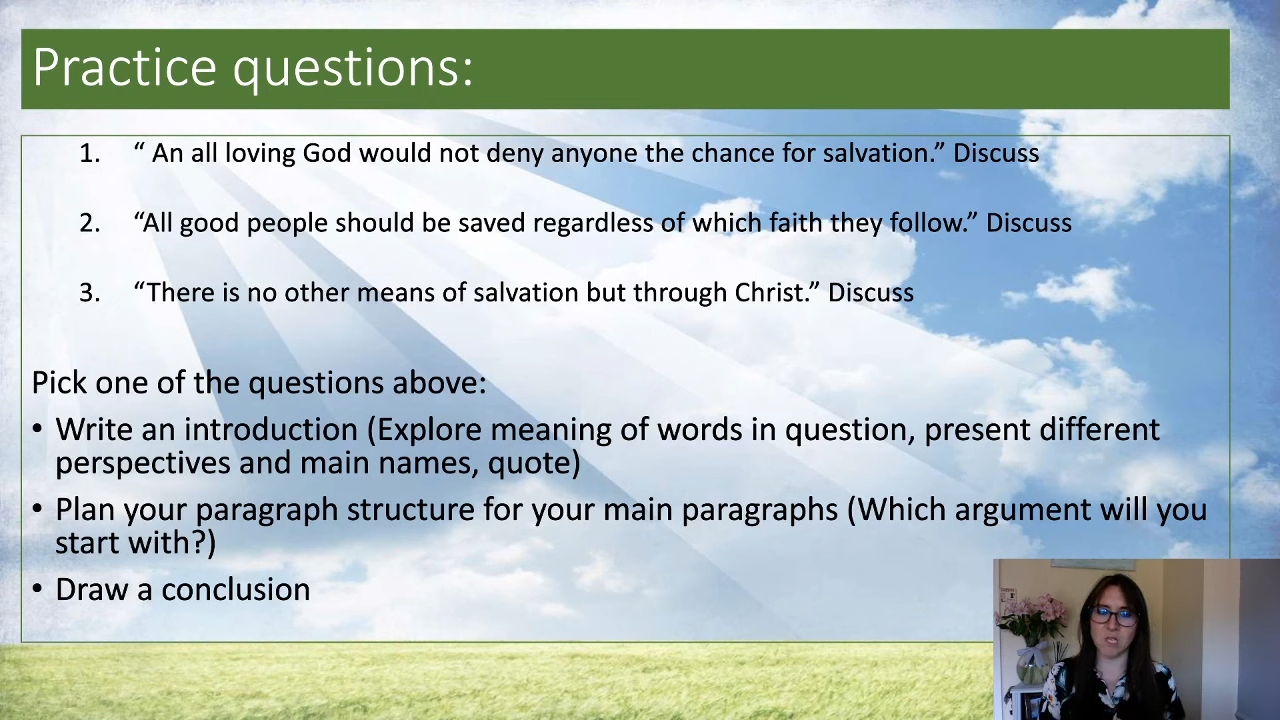 Practice questions:
1. “ An all loving God would not deny anyone the chance for salvation.” Discuss
2. “All good people should be saved regardless of which faith they follow.” Discuss
3. “There is no other means of salvation but through Christ.” Discuss
Pick one of the questions above:
• Write an introduction (Explore meaning of words in question, present different
perspectives and main names, quote)
• Plan your paragraph structure for your main paragraphs (Which argument will you
start with?)
• Draw a conclusion